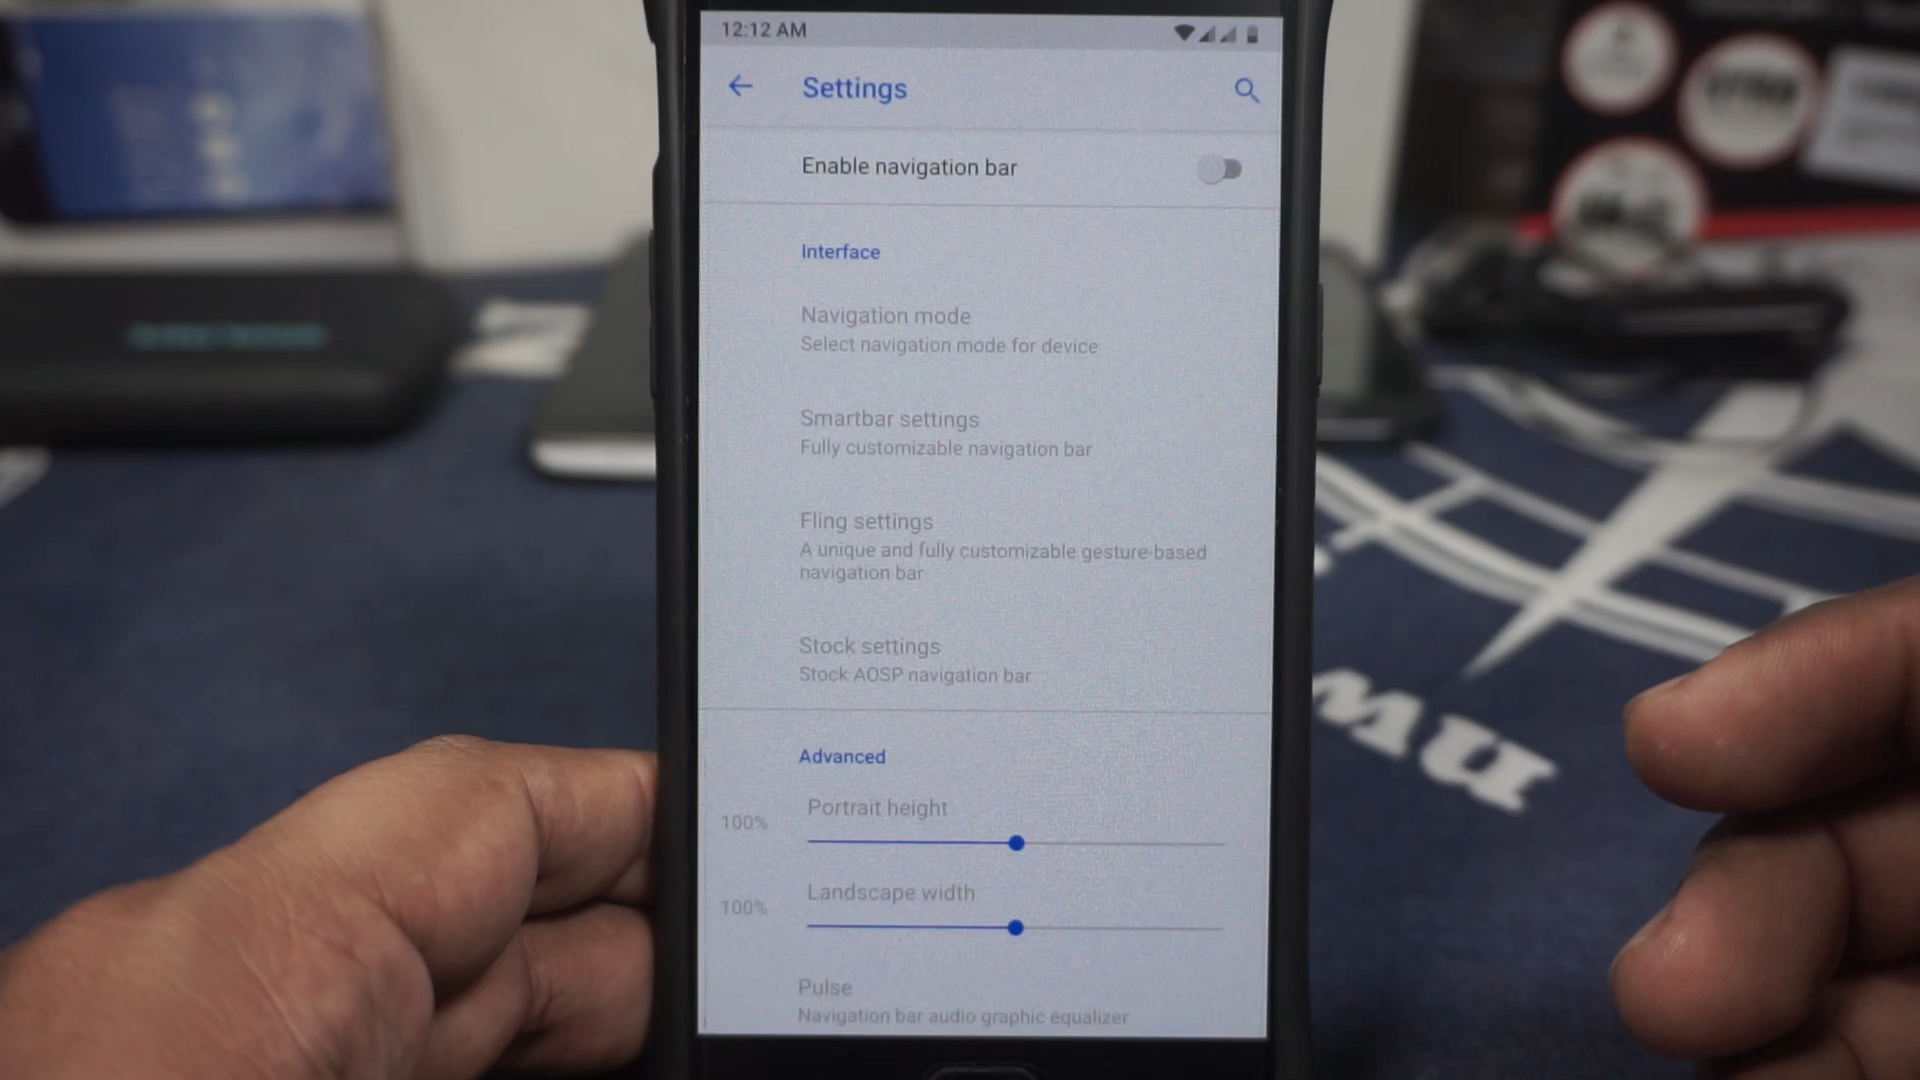 12:12 AM
Settings
Enable navigation bar
Interface
Navigation mode
Select navigation mode for device
Smartbar settings
Fully customizable navigation bar
Fling settings
A unique and fully customizable gesture-based
navigation bar
Stock settings
Stock AOSP navigation bar
Advanced
Portrait height
100%
Landscape width
100%
Pulse
Navigation bar audio graphic equalizer